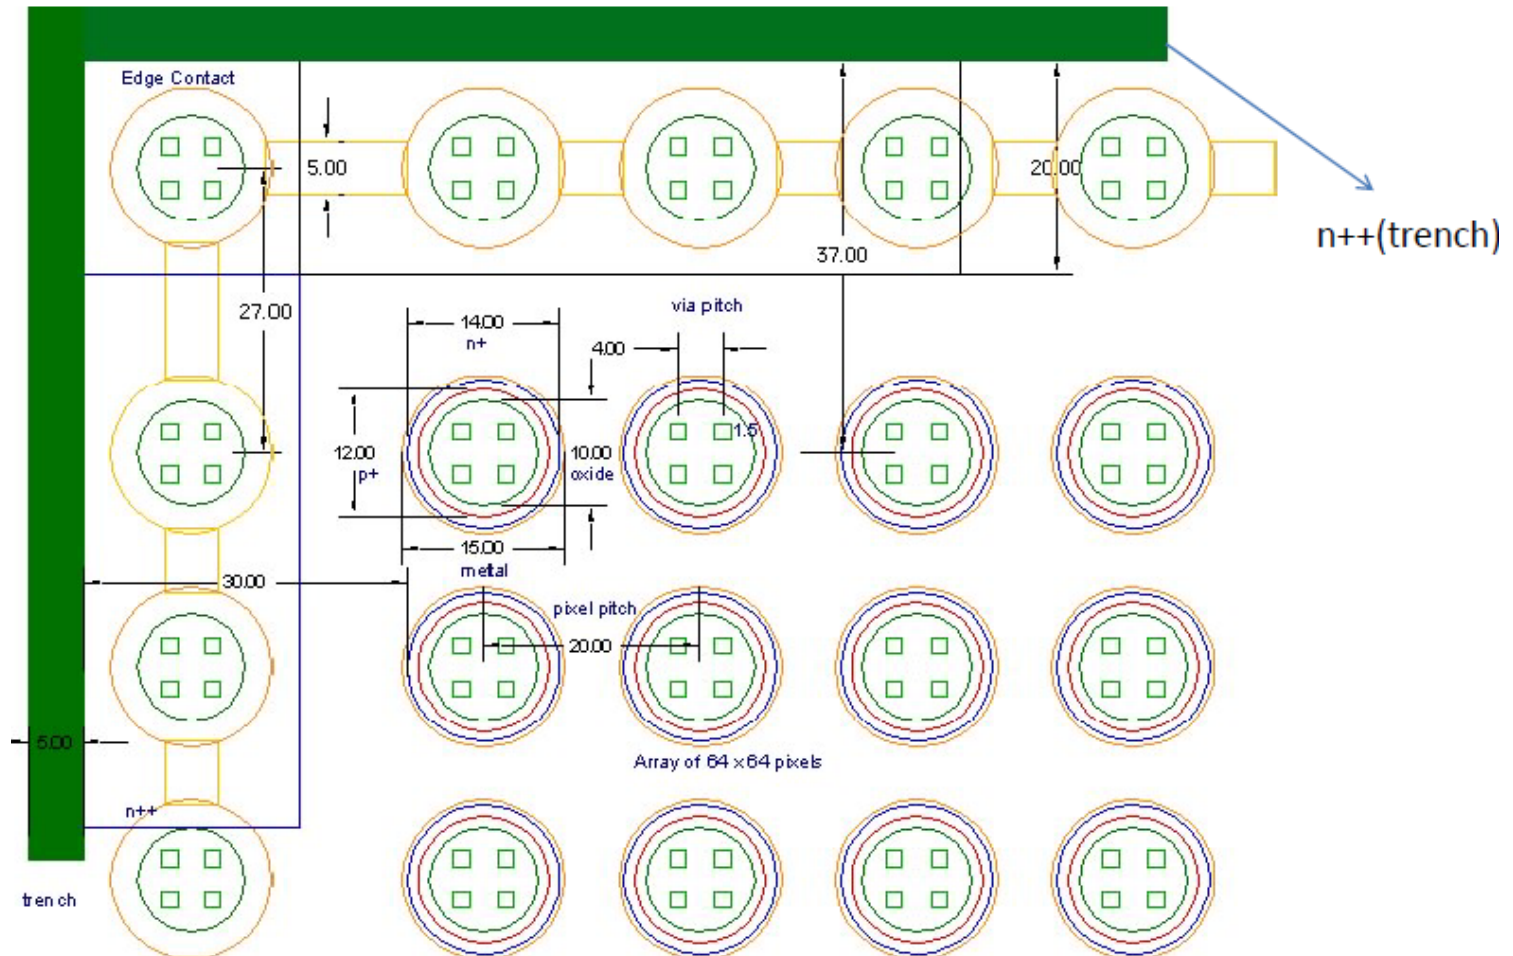 Edge Contact
5.00
20.00
n++(trench)
37.00
27.00
via pitch
14.00
n+
4.00
1.5
12.00
p+
10.00
oxide
15.00
metal
30.00
pixel pitch
20.00
5.00
Array of 64 x 64 pixels
n++
trench